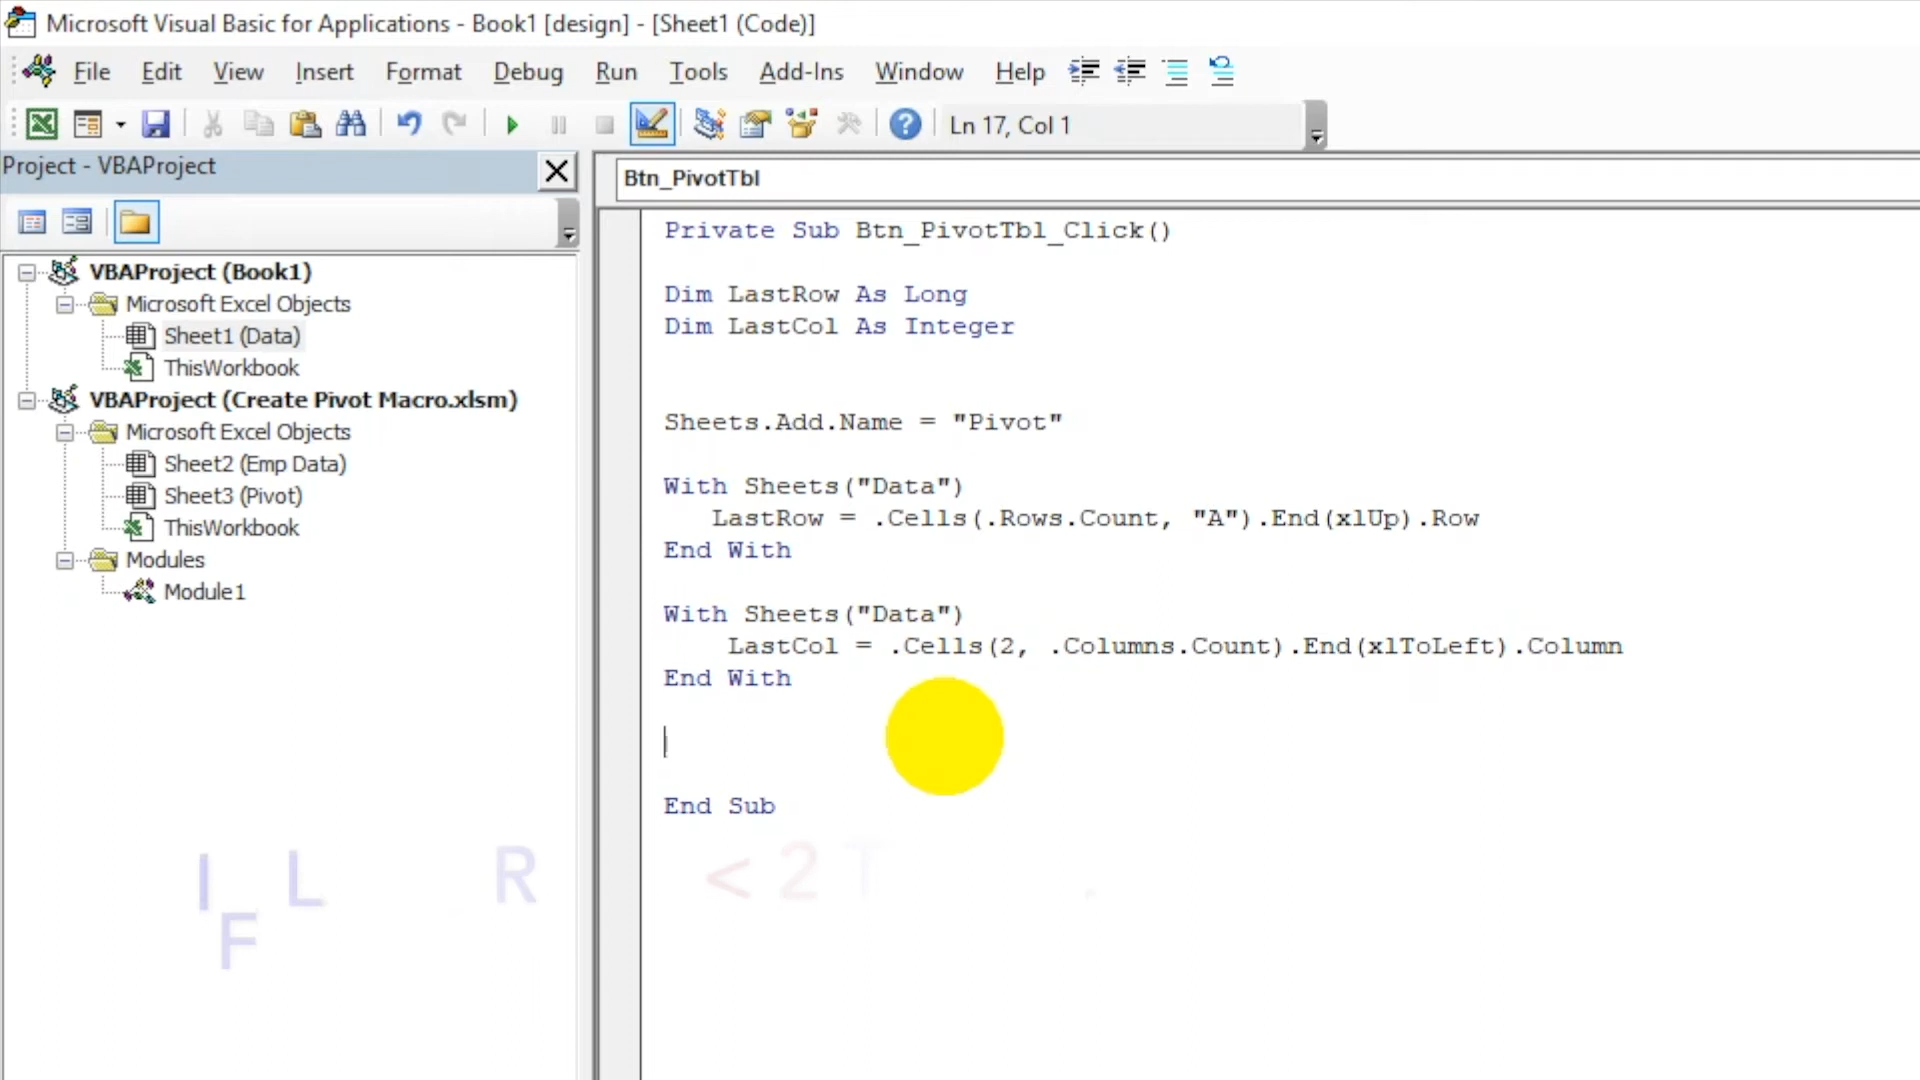 Microsoft Visual Basic for Applications - Book1 [design] - [Sheet1 (Code)]
File Edit View Insert Format Debug Run Tools Add-Ins Window Help
Ln 17, Col 1
Project - VBAProject
Btn_PivotTbl
VBAProject (Book1)
Microsoft Excel Objects
Sheet1 (Data)
ThisWorkbook
VBAProject (Create Pivot Macro.xlsm)
Microsoft Excel Objects
Sheet2 (Emp Data)
Sheet3 (Pivot)
ThisWorkbook
Modules
Module1
Private Sub Btn_PivotTbl_Click()
Dim LastRow As Long
Dim LastCol As Integer
Sheets.Add.Name = "Pivot"
With Sheets("Data")
LastRow = .Cells(.Rows.Count, "A").End(xlUp).Row
End With
With Sheets("Data")
LastCol = .Cells(2, .Columns.Count).End(xlToLeft).Column
End With
End Sub
I L R < 2 T .
F